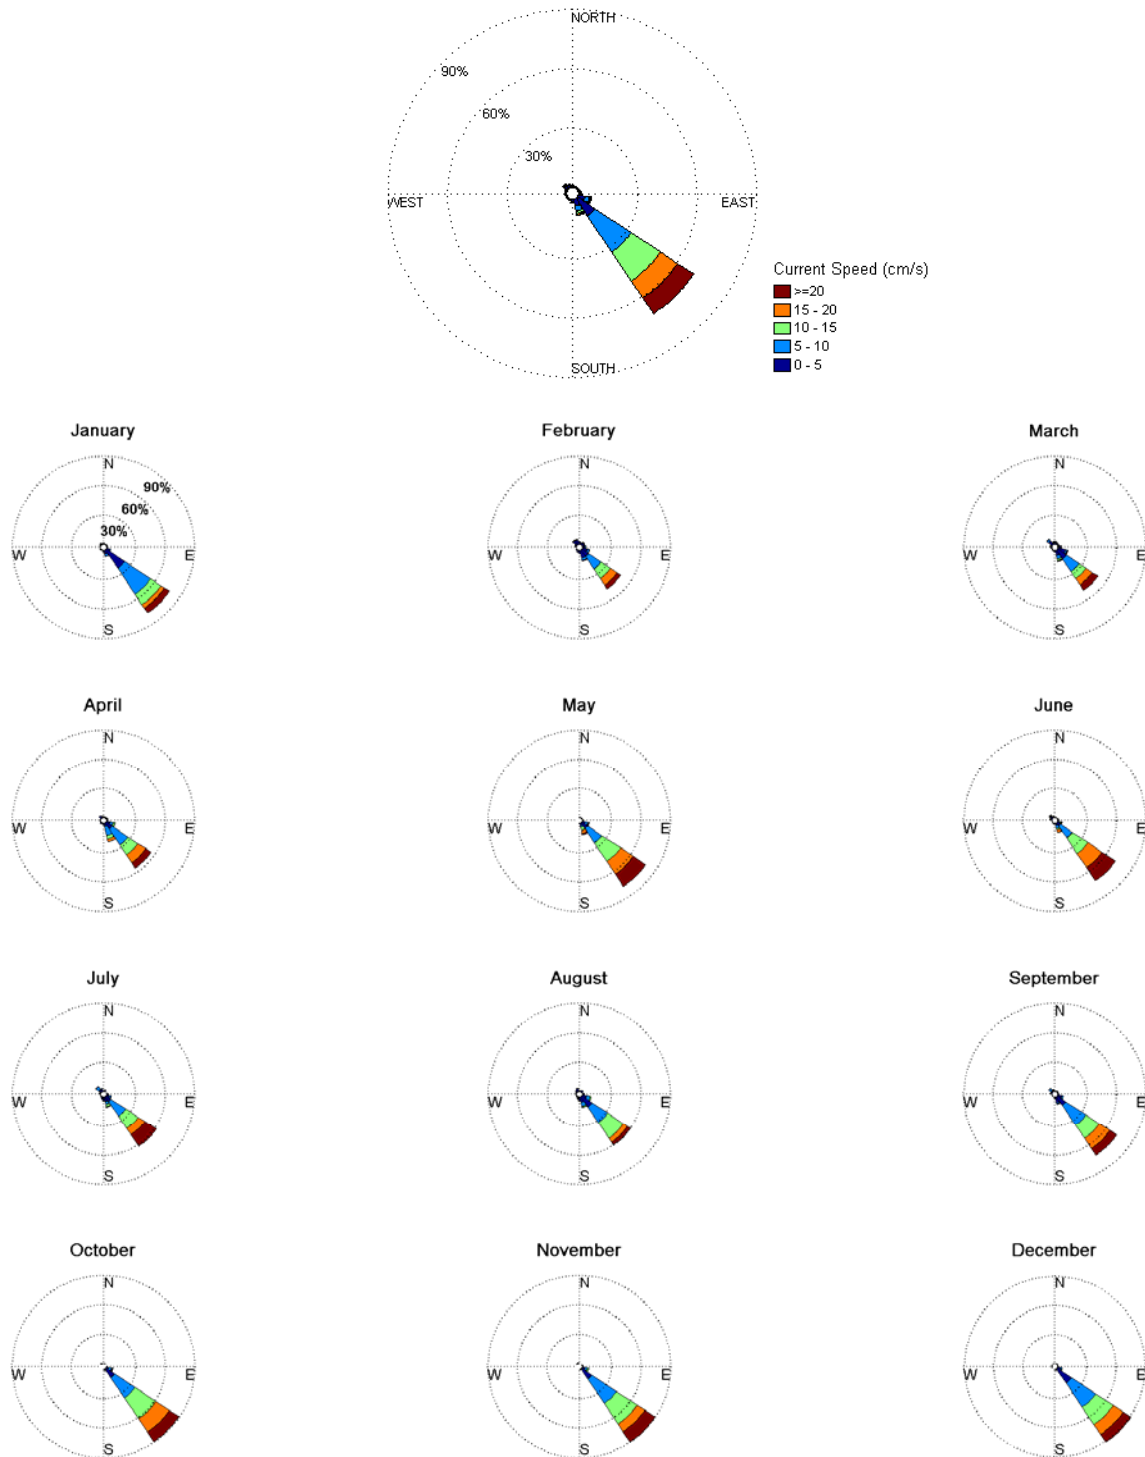 NORTH
90%
60%
30%
WEST
EAST
SOUTH
Current Speed (cm/s)
>=20
15 - 20
10 - 15
5 - 10
0 - 5
January
February
March
N
90%
60%
30%
W
E
S
N
W
E
S
N
W
E
S
April
May
June
N
W
E
S
N
W
E
S
N
W
E
S
July
August
September
N
W
E
S
N
W
E
S
N
W
E
S
October
November
December
N
W
E
S
N
W
E
S
N
W
E
S